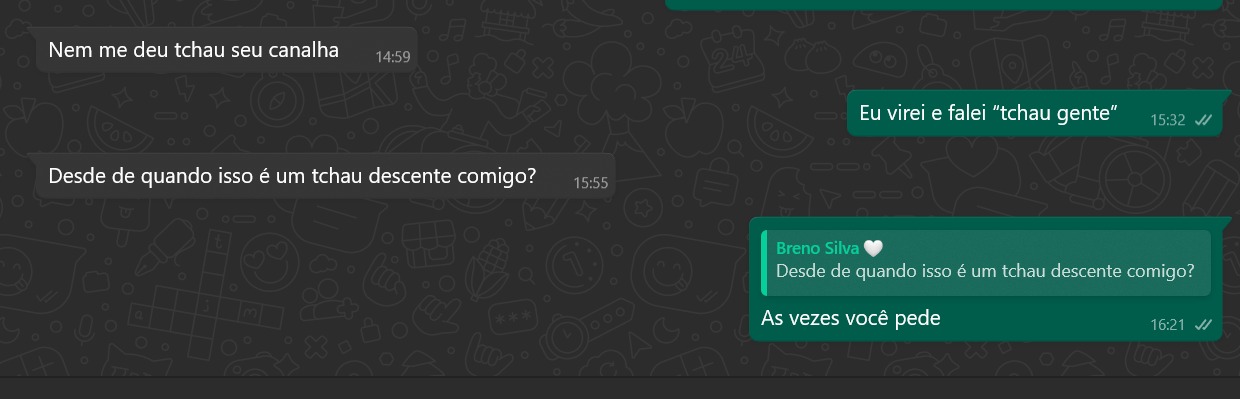 Nem me deu tchau seu canalha
14:59
Eu virei e falei “tchau gente”
15:32
Desde de quando isso é um tchau descente comigo?
15:55
Breno Silva🤍
Desde de quando isso é um tchau descente comigo?
As vezes você pede
16:21